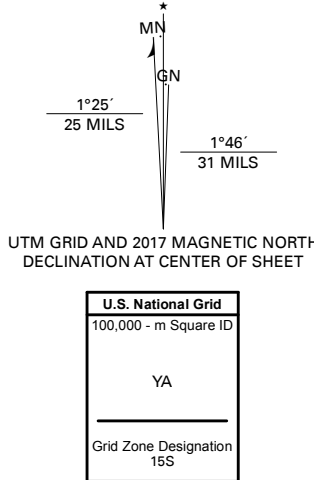 MN
GN
1°25´
25 MILS
1°46´
31 MILS
UTM GRID AND 2017 MAGNETIC NORTH
DECLINATION AT CENTER OF SHEET
U.S. National Grid
100,000 - m Square ID
YA
Grid Zone Designation
15S